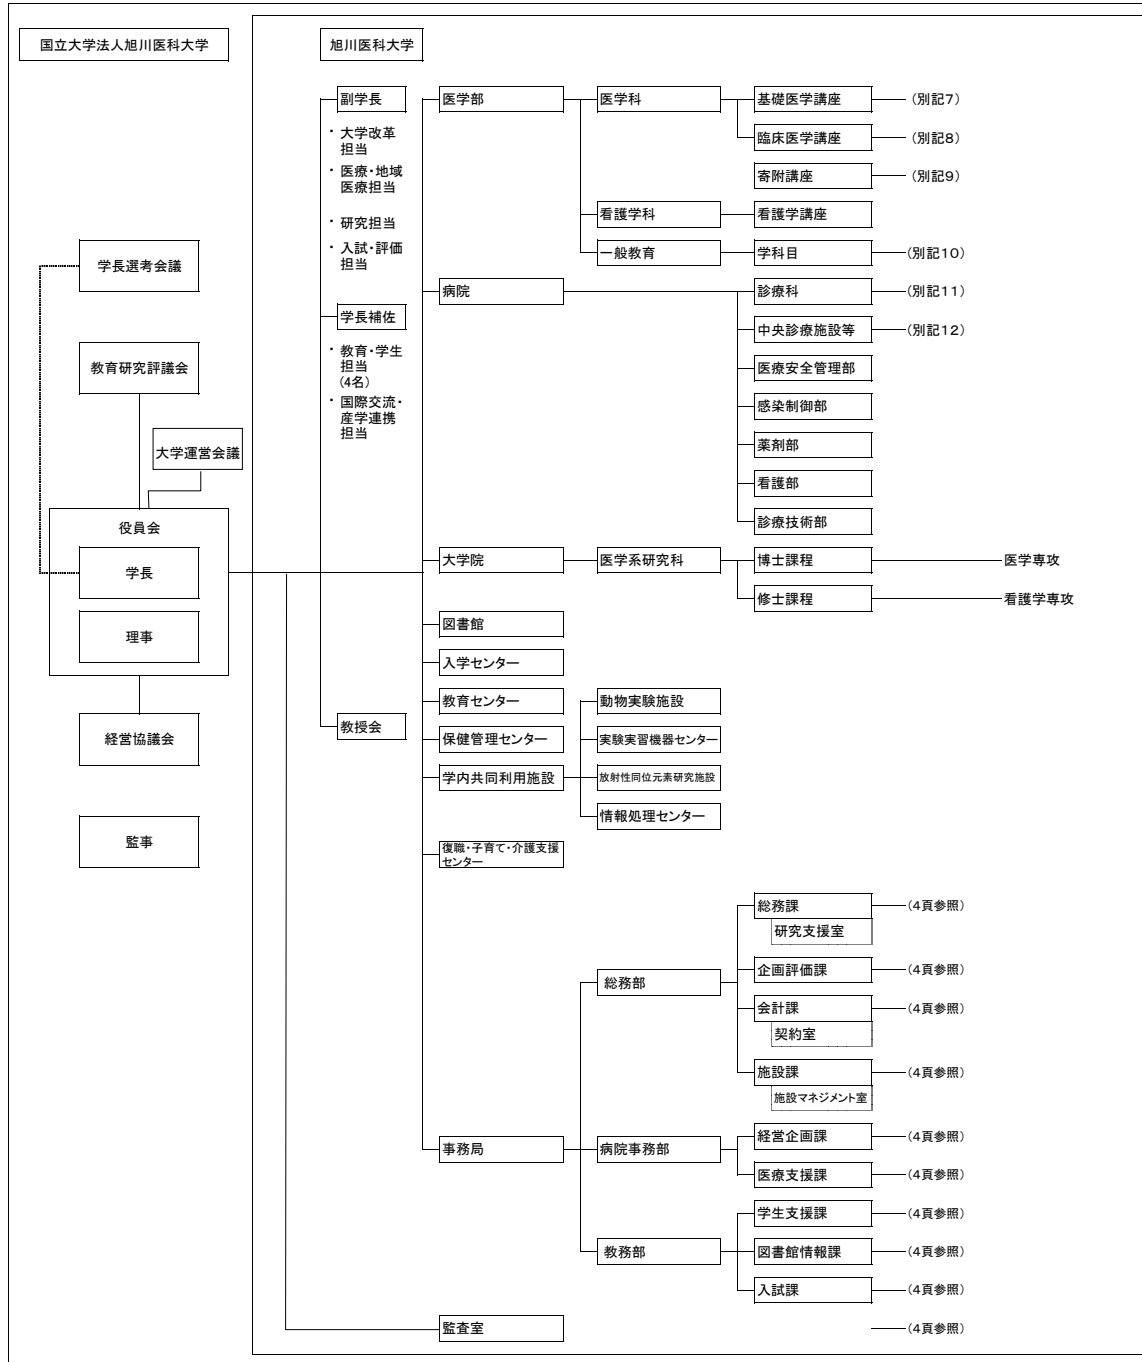 国立大学法人旭川医科大学
旭川医科大学
副学長
・大学改革
担当
・医療・地域
医療担当
・研究担当
・入試・評価
担当
学長補佐
・教育・学生
担当
(4名)
・国際交流・
産学連携
担当
教授会
学長選考会議
教育研究評議会
大学運営会議
役員会
学長
理事
経営協議会
監事
医学部
医学科
基礎医学講座
(別記7)
臨床医学講座
(別記8)
寄附講座
(別記9)
看護学科
看護学講座
一般教育
学科目
(別記10)
病院
診療科
(別記11)
中央診療施設等
(別記12)
医療安全管理部
感染制御部
薬剤部
看護部
診療技術部
大学院
医学系研究科
博士課程
医学専攻
修士課程
看護学専攻
図書館
入学センター
教育センター
保健管理センター
学内共同利用施設
動物実験施設
実験実習機器センター
放射性同位元素研究施設
情報処理センター
復職・子育て・介護支援
センター
事務局
総務部
総務課
(4頁参照)
研究支援室
企画評価課
(4頁参照)
会計課
(4頁参照)
契約室
施設課
(4頁参照)
施設マネジメント室
病院事務部
経営企画課
(4頁参照)
医療支援課
(4頁参照)
教務部
学生支援課
(4頁参照)
図書館情報課
(4頁参照)
入試課
(4頁参照)
監査室
(4頁参照)